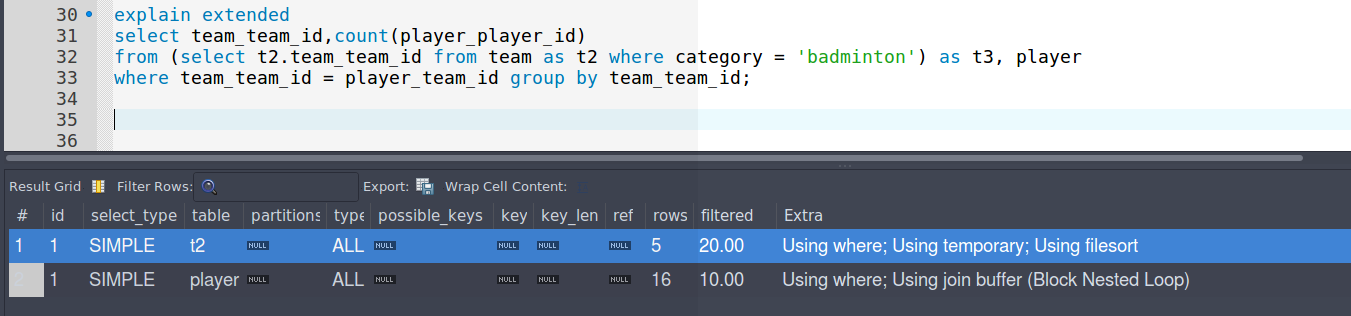 30 explain extended
31 select team_team_id,count(player_player_id)
32 from (select t2.team_team_id from team as t2 where category = 'badminton') as t3, player
33 where team_team_id = player_team_id group by team_team_id;
34
35
36
Result Grid Filter Rows: Export: Wrap Cell Content:
# id select_type table partitions type possible_keys key key_len ref rows filtered Extra
1 1 SIMPLE t2 NULL ALL NULL NULL NULL NULL 5 20.00 Using where; Using temporary; Using filesort
2 1 SIMPLE player NULL ALL NULL NULL NULL NULL 16 10.00 Using where; Using join buffer (Block Nested Loop)